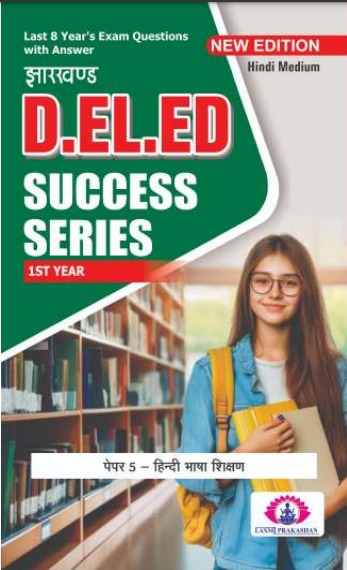 Last 8 Year's Exam Questions
with Answer
NEW EDITION
Hindi Medium
झारखण्ड
D.EL.ED
SUCCESS
SERIES
1ST YEAR
पेपर 5 – हिन्दी भाषा शिक्षण
LAXMI PRAKASHAN